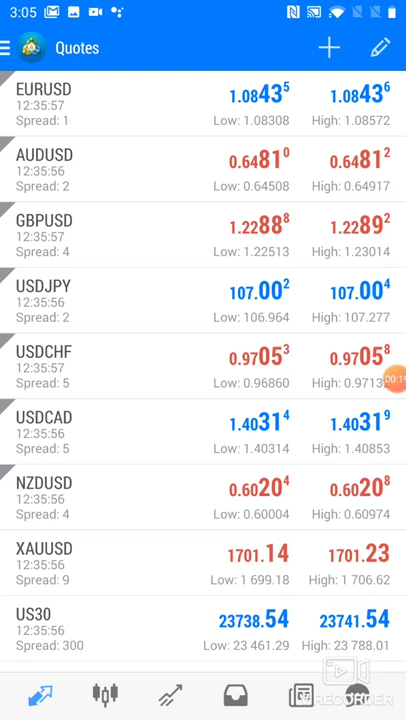 3:05
Quotes
EURUSD
12:35:57
Spread: 1
1.08435 1.08436
Low: 1.08308 High: 1.08572
AUDUSD
12:35:56
Spread: 2
0.64810 0.64812
Low: 0.64508 High: 0.64917
GBPUSD
12:35:57
Spread: 4
1.22888 1.22892
Low: 1.22513 High: 1.23014
USDJPY
12:35:56
Spread: 2
107.002 107.004
Low: 106.964 High: 107.277
USDCHF
12:35:57
Spread: 5
0.97053 0.97058
Low: 0.96860 High: 0.9713
00:19
USDCAD
12:35:56
Spread: 5
1.40314 1.40319
Low: 1.40314 High: 1.40853
NZDUSD
12:35:56
Spread: 4
0.60204 0.60208
Low: 0.60004 High: 0.60974
XAUUSD
12:35:56
Spread: 9
1701.14 1701.23
Low: 1 699.18 High: 1 706.62
US30
12:35:56
Spread: 300
23738.54 23741.54
Low: 23 461.29 High: 23 788.01
VIRECORDER